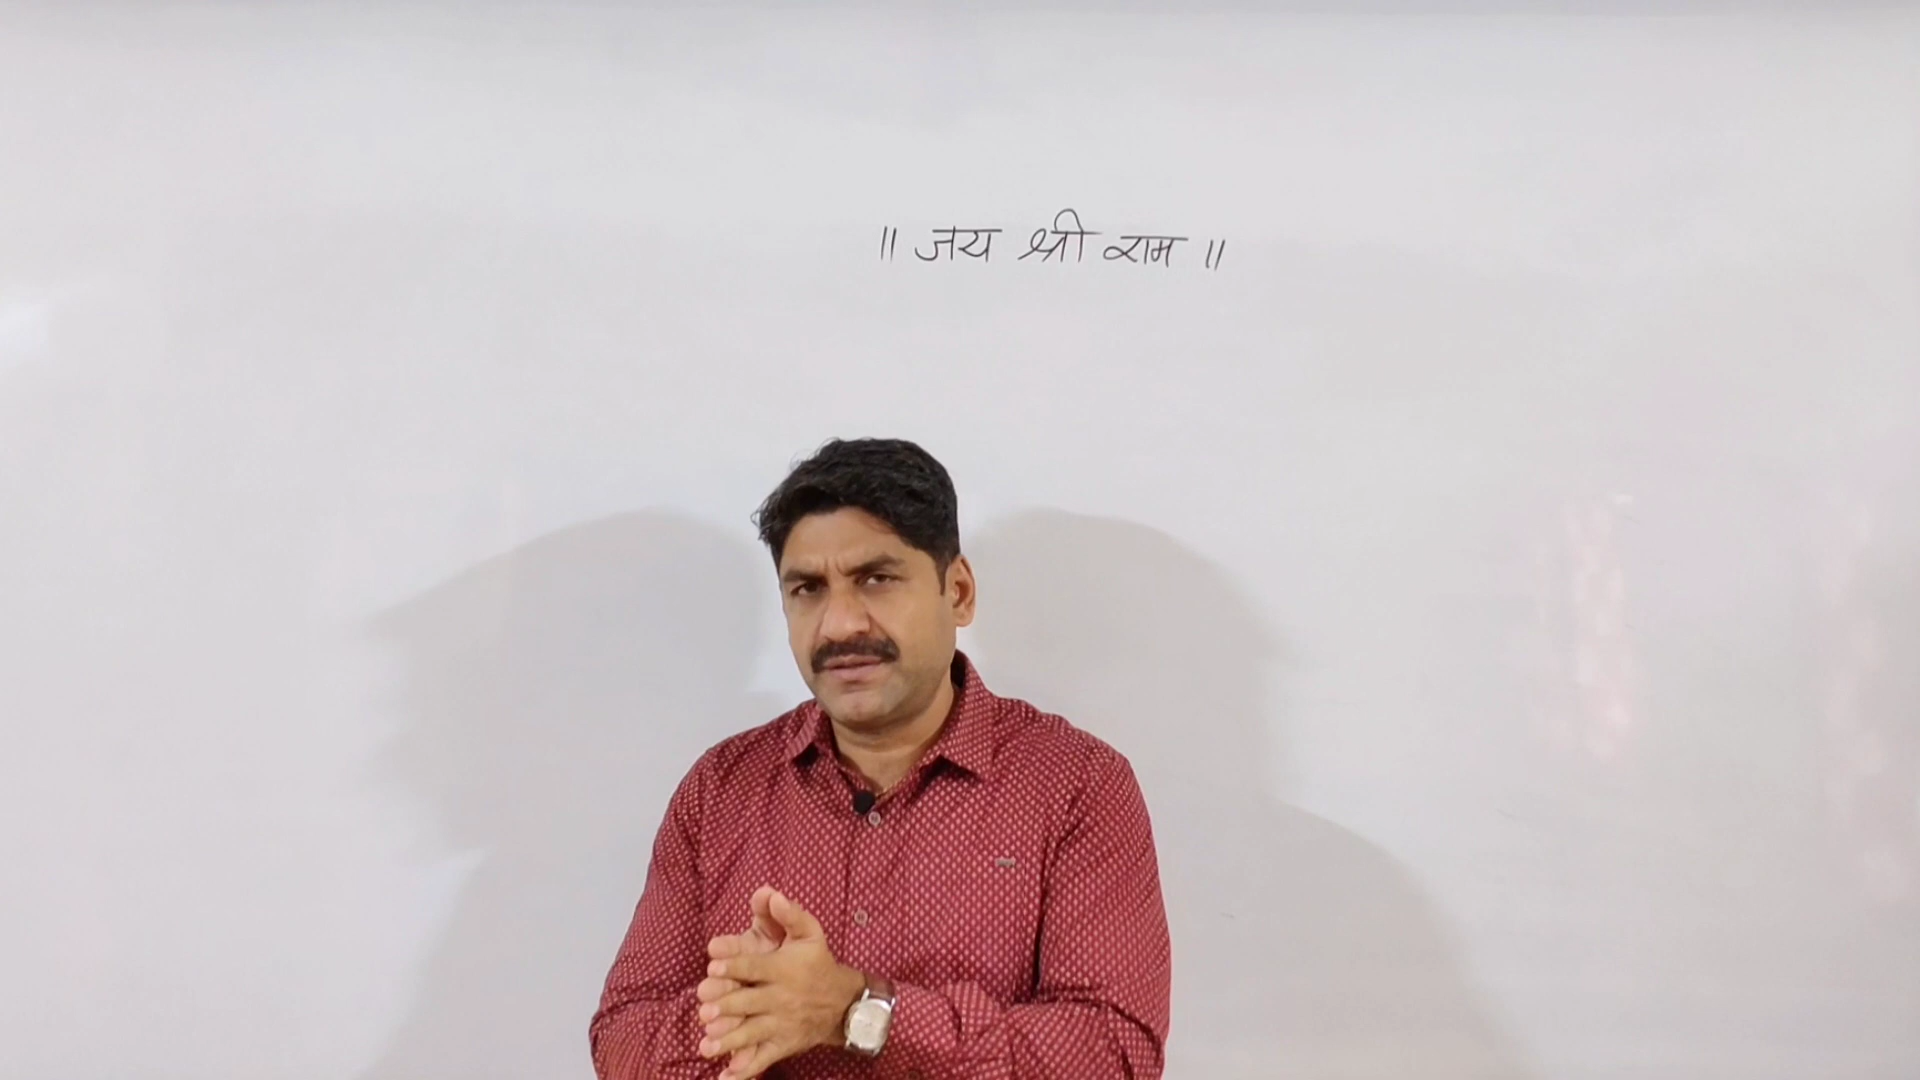 || जय श्री राम ||